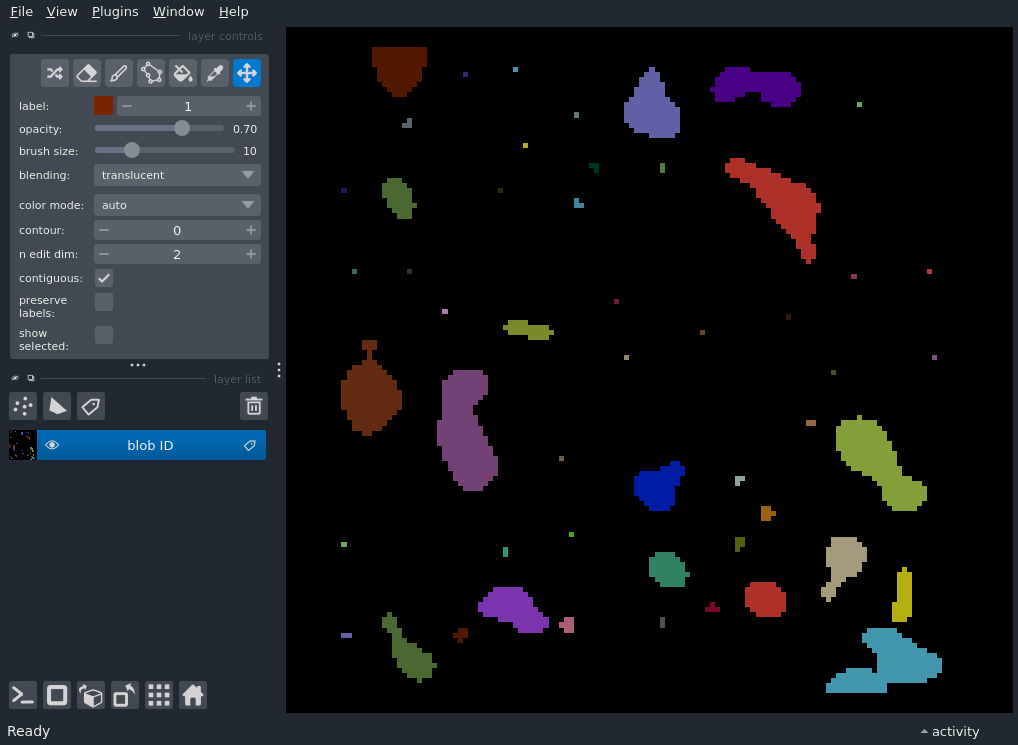 File View Plugins Window Help
layer controls
label: 1
opacity: 0.70
brush size: 10
blending: translucent
color mode: auto
contour: 0
n edit dim: 2
contiguous:
preserve
labels:
show
selected:
layer list
blob ID
Ready
activity